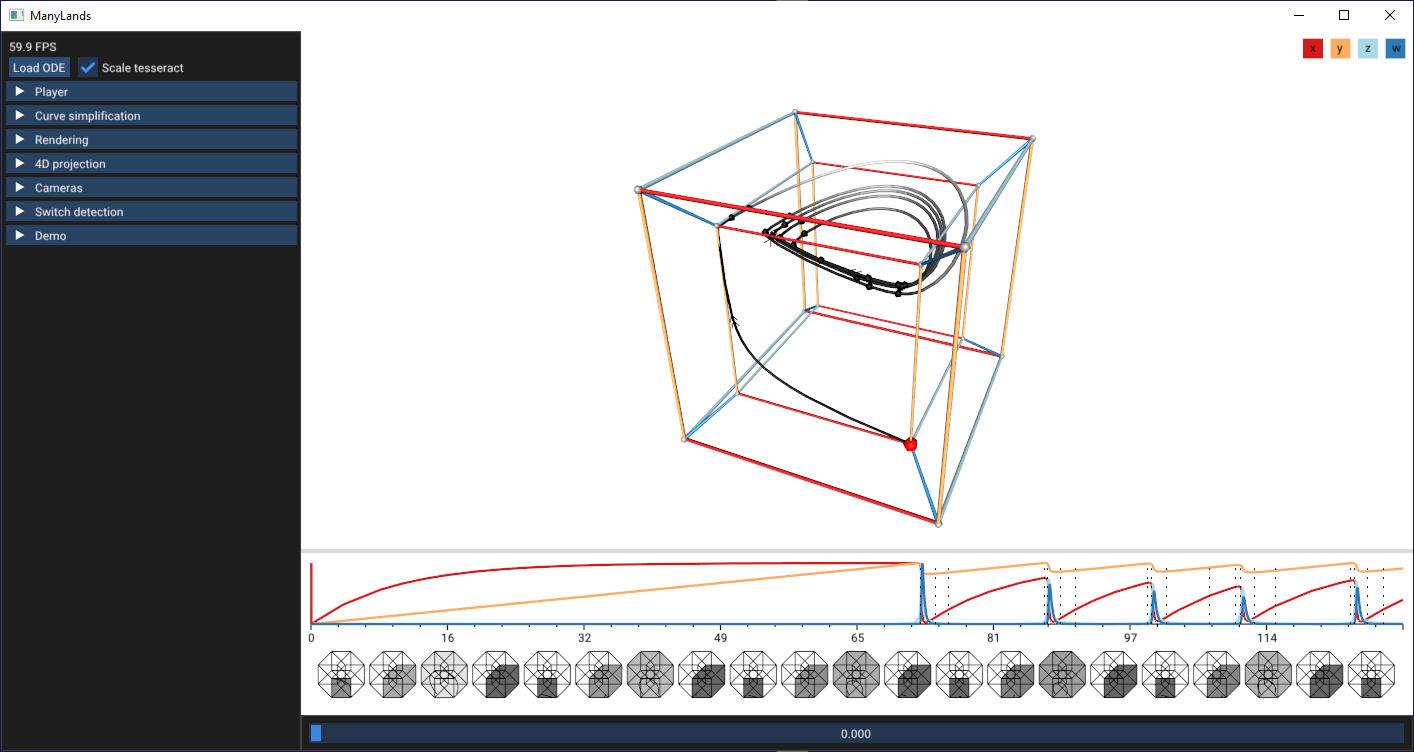 ManyLands
59.9 FPS
Load ODE Scale tesseract
Player
Curve simplification
Rendering
4D projection
Cameras
Switch detection
Demo
x y z w
0 16 32 49 65 81 97 114
0.000